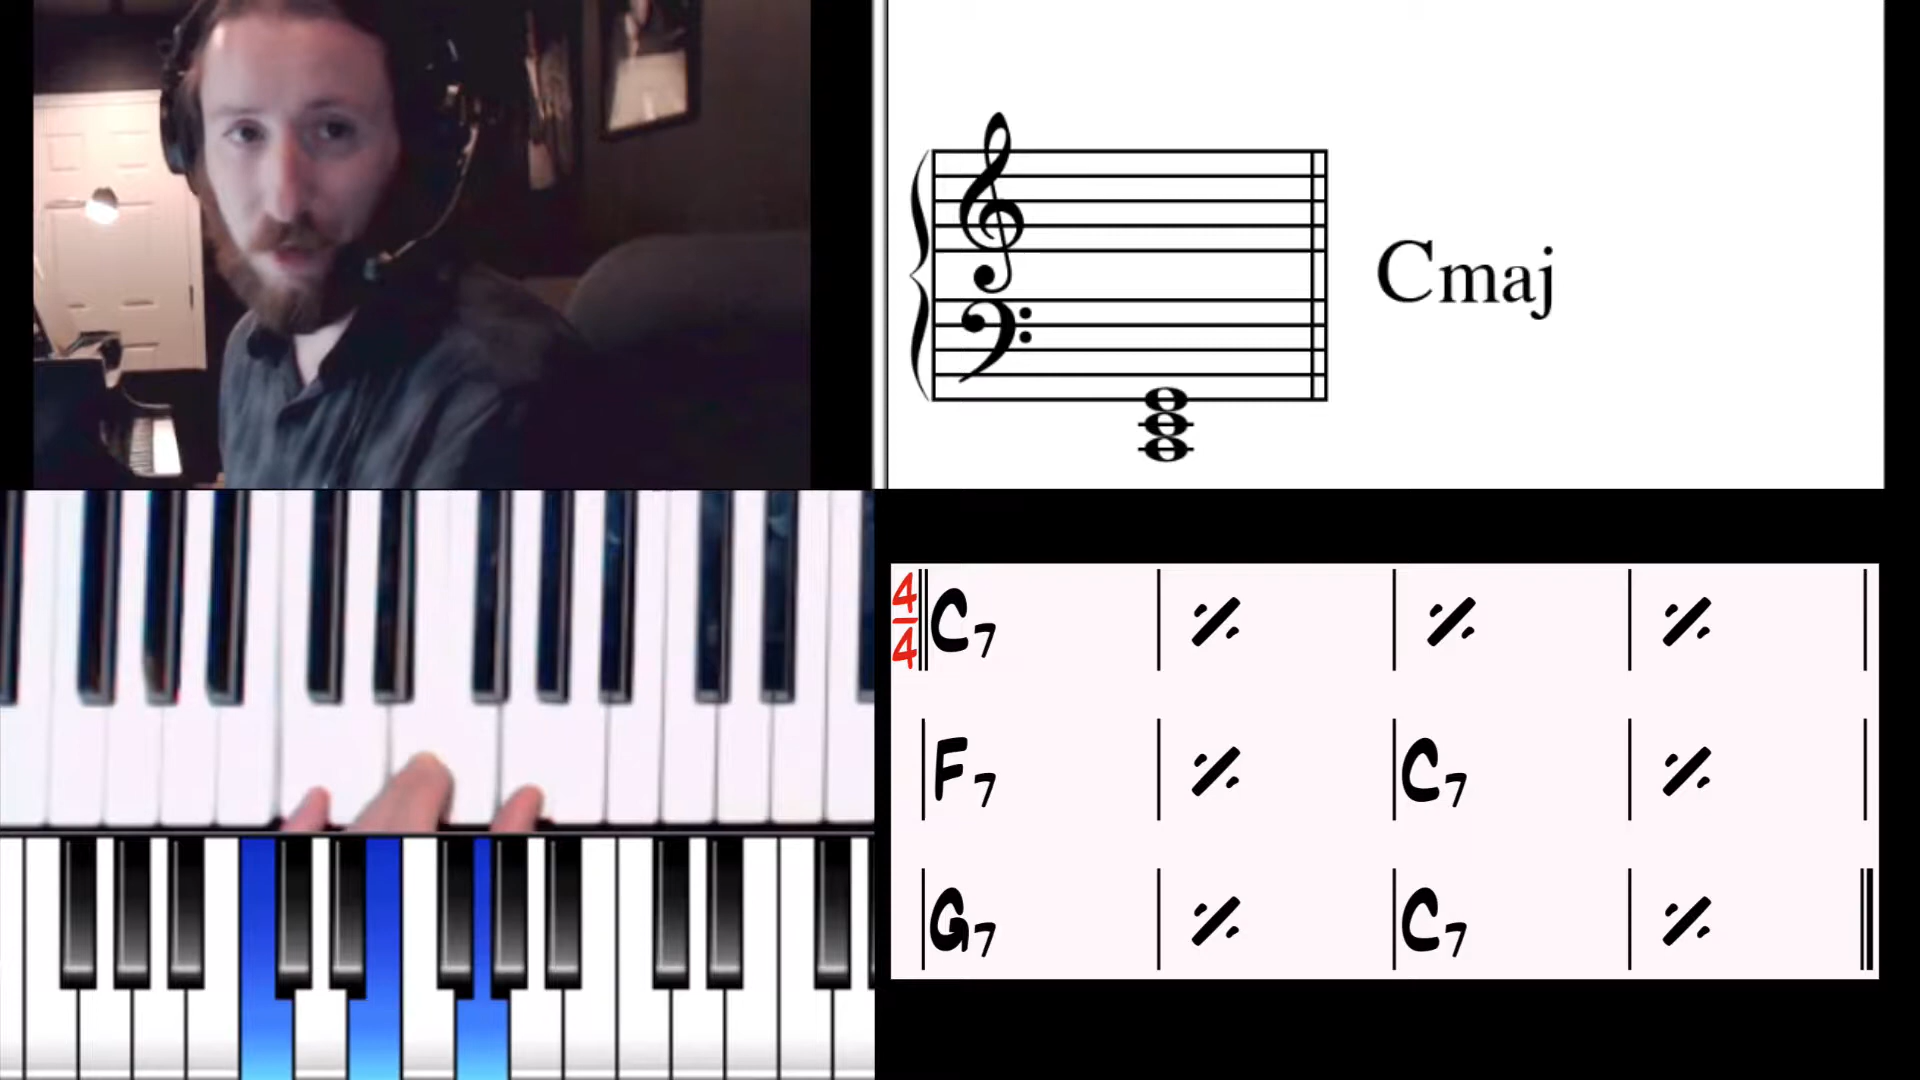 Cmaj
4/4 C7 | 𝄎 | 𝄎 | 𝄎
F7 | 𝄎 | C7 | 𝄎
G7 | 𝄎 | C7 | 𝄎